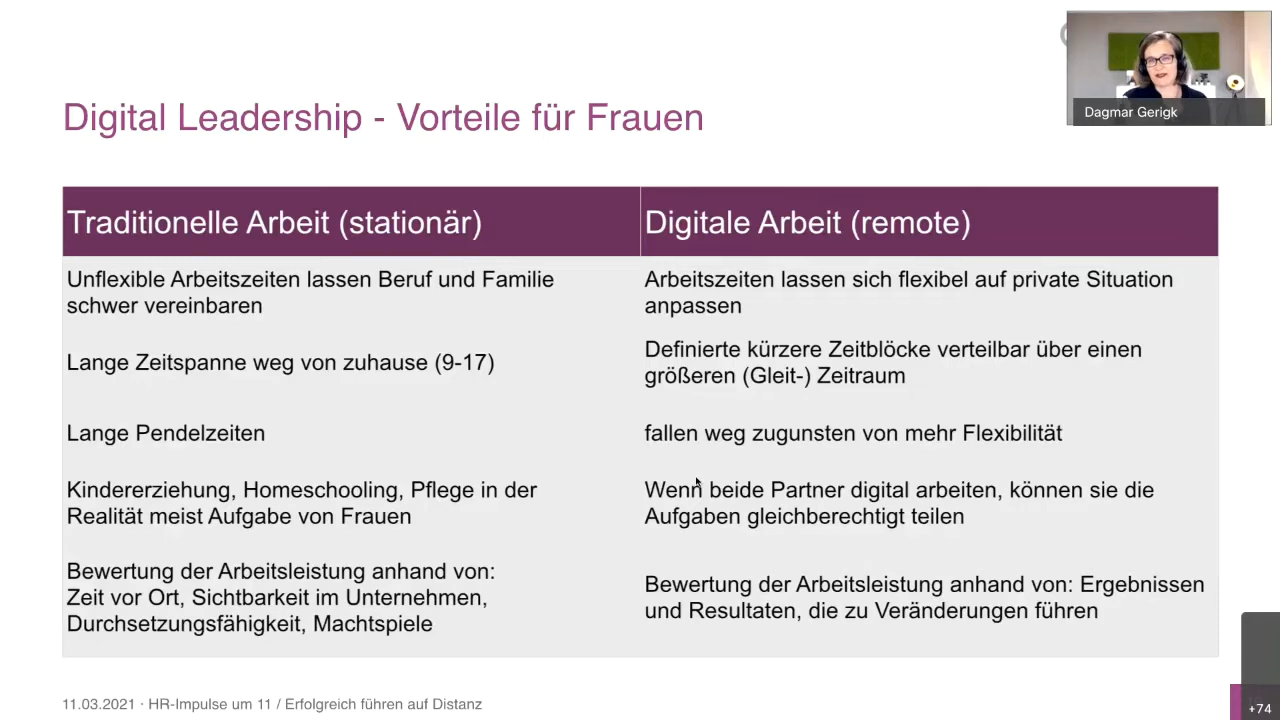 Dagmar Gerigk
Digital Leadership - Vorteile für Frauen
Traditionelle Arbeit (stationär)
Digitale Arbeit (remote)
Unflexible Arbeitszeiten lassen Beruf und Familie
schwer vereinbaren
Arbeitszeiten lassen sich flexibel auf private Situation
anpassen
Lange Zeitspanne weg von zuhause (9-17)
Definierte kürzere Zeitblöcke verteilbar über einen
größeren (Gleit-) Zeitraum
Lange Pendelzeiten
fallen weg zugunsten von mehr Flexibilität
Kindererziehung, Homeschooling, Pflege in der
Realität meist Aufgabe von Frauen
Wenn beide Partner digital arbeiten, können sie die
Aufgaben gleichberechtigt teilen
Bewertung der Arbeitsleistung anhand von:
Zeit vor Ort, Sichtbarkeit im Unternehmen,
Durchsetzungsfähigkeit, Machtspiele
Bewertung der Arbeitsleistung anhand von: Ergebnissen
und Resultaten, die zu Veränderungen führen
11.03.2021 · HR-Impulse um 11 / Erfolgreich führen auf Distanz
+74